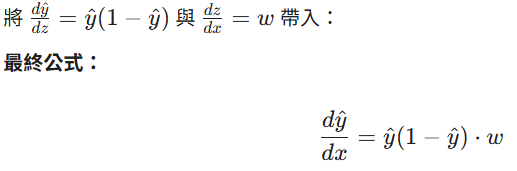 將 $\frac{d\hat{y}}{dz} = \hat{y}(1 - \hat{y})$ 與 $\frac{dz}{dx} = w$ 帶入：
最終公式：
$\frac{d\hat{y}}{dx} = \hat{y}(1 - \hat{y}) \cdot w$